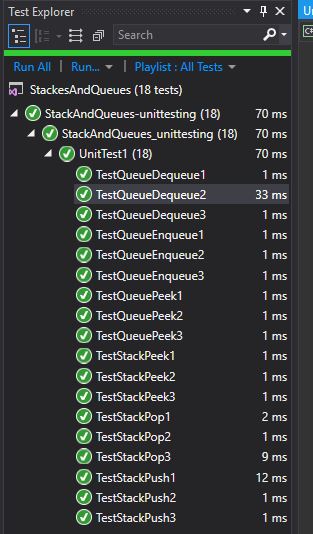 Test Explorer
Search
Run All | Run... | Playlist : All Tests
StackesAndQueues (18 tests)
StackAndQueues-unittesting (18) 70 ms
StackAndQueues_unittesting (18) 70 ms
UnitTest1 (18) 70 ms
TestQueueDequeue1 1 ms
TestQueueDequeue2 33 ms
TestQueueDequeue3 1 ms
TestQueueEnqueue1 1 ms
TestQueueEnqueue2 1 ms
TestQueueEnqueue3 1 ms
TestQueuePeek1 1 ms
TestQueuePeek2 1 ms
TestQueuePeek3 1 ms
TestStackPeek1 1 ms
TestStackPeek2 1 ms
TestStackPeek3 1 ms
TestStackPop1 2 ms
TestStackPop2 1 ms
TestStackPop3 9 ms
TestStackPush1 12 ms
TestStackPush2 1 ms
TestStackPush3 1 ms